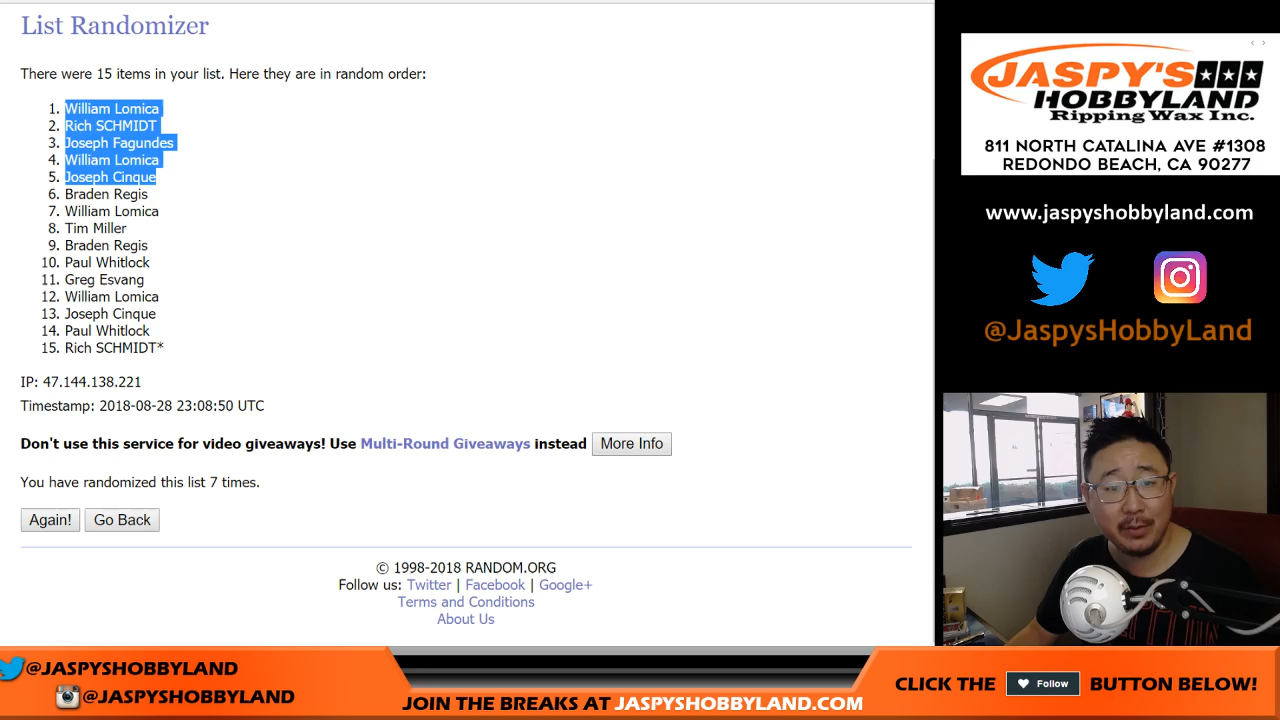 List Randomizer
There were 15 items in your list. Here they are in random order:
1. William Lomica
2. Rich SCHMIDT
3. Joseph Fagundes
4. William Lomica
5. Joseph Cinque
6. Braden Regis
7. William Lomica
8. Tim Miller
9. Braden Regis
10. Paul Whitlock
11. Greg Esvang
12. William Lomica
13. Joseph Cinque
14. Paul Whitlock
15. Rich SCHMIDT*
IP: 47.144.138.221
Timestamp: 2018-08-28 23:08:50 UTC
Don't use this service for video giveaways! Use Multi-Round Giveaways instead More Info
You have randomized this list 7 times.
Again! Go Back
© 1998-2018 RANDOM.ORG
Follow us: Twitter | Facebook | Google+
Terms and Conditions
About Us
JASPY'S
HOBBYLAND
Ripping Wax Inc.
811 NORTH CATALINA AVE #1308
REDONDO BEACH, CA 90277
www.jaspyshobbyland.com
@JaspysHobbyLand
@JASPYSHOBBYLAND
@JASPYSHOBBYLAND
JOIN THE BREAKS AT JASPYSHOBBYLAND.COM
CLICK THE Follow BUTTON BELOW!